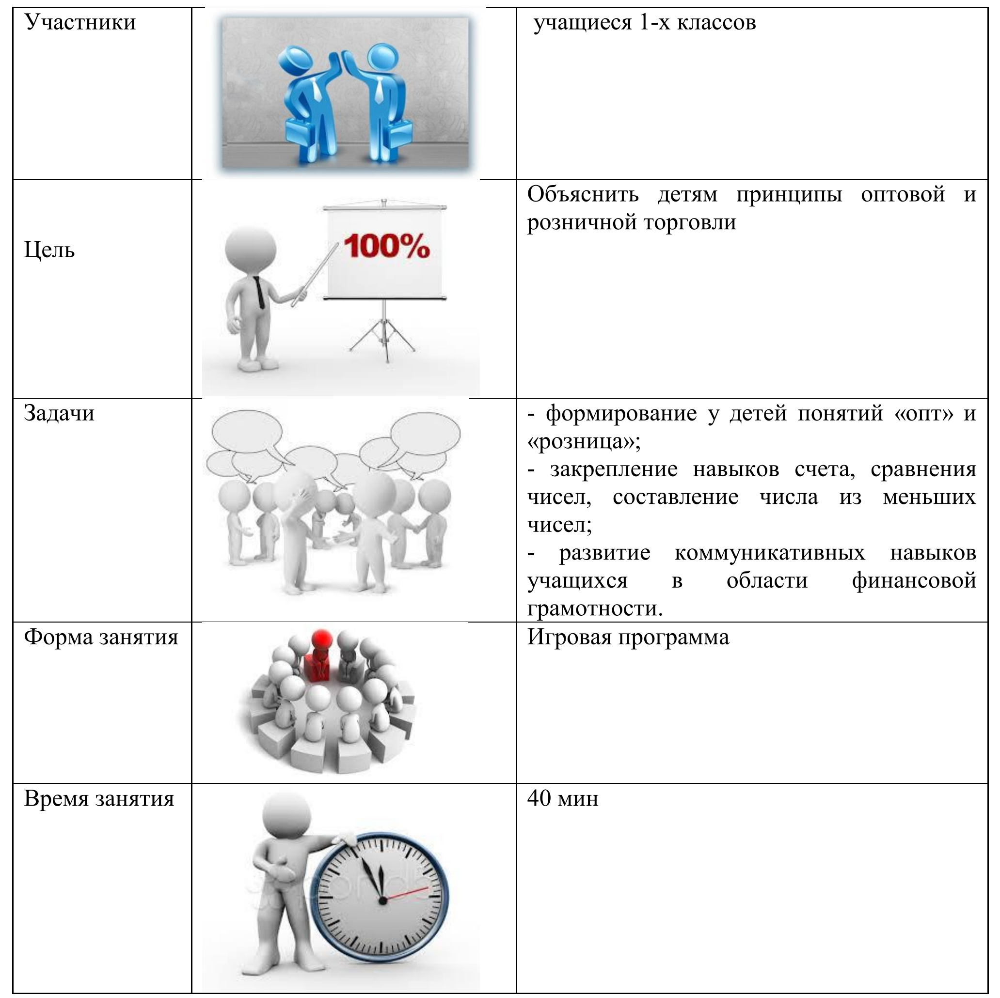 Участники
учащиеся 1-х классов
Цель
100%
Объяснить детям принципы оптовой и
розничной торговли
Задачи
- формирование у детей понятий «опт» и
«розница»;
- закрепление навыков счета, сравнения
чисел, составление числа из меньших
чисел;
- развитие коммуникативных навыков
учащихся в области финансовой
грамотности.
Форма занятия
Игровая программа
Время занятия
40 мин